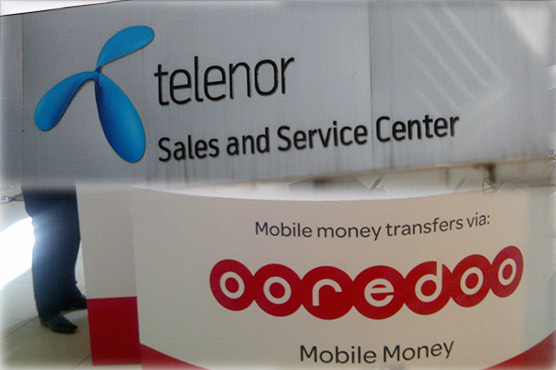 telenor
Sales and Service Center
Mobile money transfers via:
ooredoo
Mobile Money